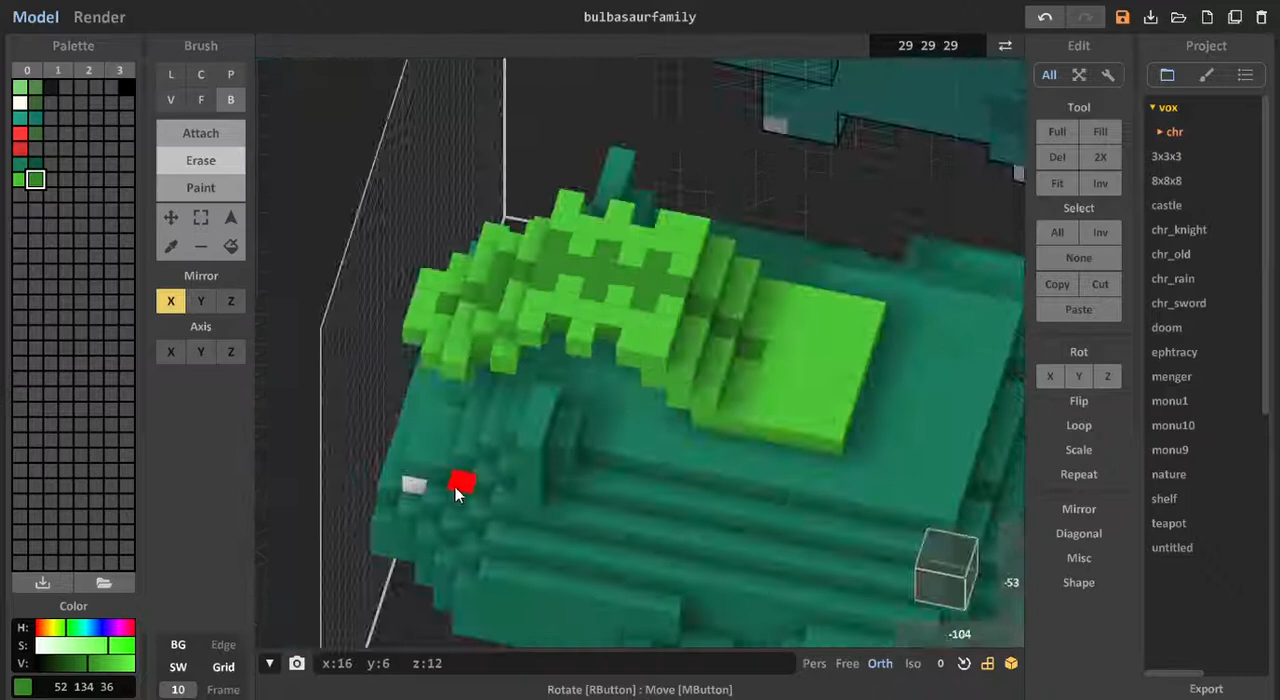 Model Render
bulbasaurfamily
Palette
0 1 2 3
Color
H:
S:
V:
52 134 36
Brush
L C P
V F B
Attach
Erase
Paint
Mirror
X Y Z
Axis
X Y Z
BG Edge
SW Grid
10 Frame
29 29 29
-53
-104
x:16 y:6 z:12
Pers Free Orth Iso 0
Rotate [RButton] : Move [MButton]
Edit
All
Tool
Full Fill
Del 2X
Fit Inv
Select
All Inv
None
Copy Cut
Paste
Rot
X Y Z
Flip
Loop
Scale
Repeat
Mirror
Diagonal
Misc
Shape
Project
vox
chr
3x3x3
8x8x8
castle
chr_knight
chr_old
chr_rain
chr_sword
doom
ephtracy
menger
monu1
monu10
monu9
nature
shelf
teapot
untitled
Export